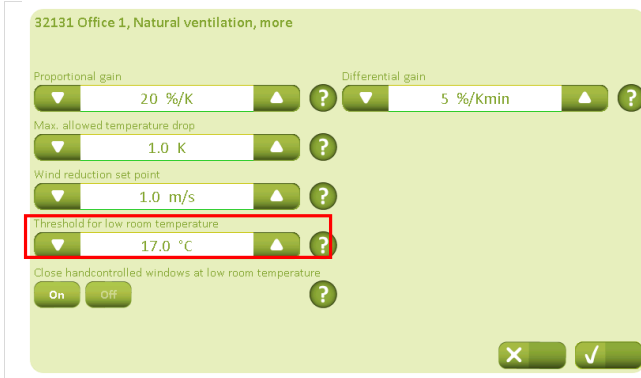 32131 Office 1, Natural ventilation, more
Proportional gain
Differential gain
20 %/K
?
5 %/Kmin
?
Max. allowed temperature drop
1.0 K
?
Wind reduction set point
1.0 m/s
?
Threshold for low room temperature
17.0 °C
?
Close handcontrolled windows at low room temperature
On
Off
?